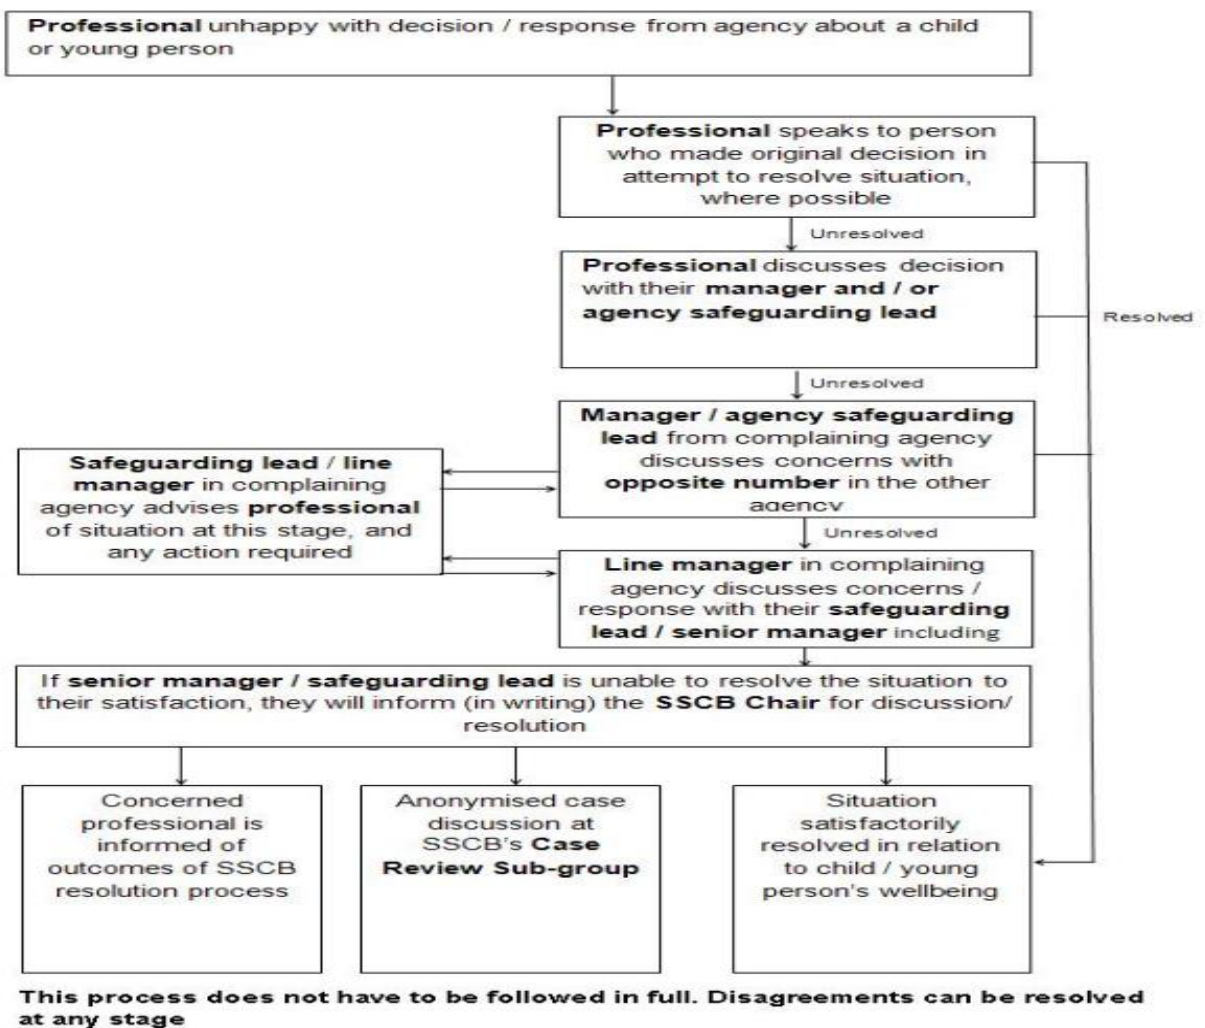 Professional unhappy with decision / response from agency about a child
or young person
Professional speaks to person
who made original decision in
attempt to resolve situation,
where possible
Unresolved
Professional discusses decision
with their manager and / or
agency safeguarding lead
Resolved
Unresolved
Manager / agency safeguarding
lead from complaining agency
discusses concerns with
opposite number in the other
agency
Safeguarding lead / line
manager in complaining
agency advises professional
of situation at this stage, and
any action required
Unresolved
Line manager in complaining
agency discusses concerns /
response with their safeguarding
lead / senior manager including
If senior manager / safeguarding lead is unable to resolve the situation to
their satisfaction, they will inform (in writing) the SSCB Chair for discussion/
resolution
Concerned
professional is
informed of
outcomes of SSCB
resolution process
Anonymised case
discussion at
SSCB's Case
Review Sub-group
Situation
satisfactorily
resolved in relation
to child / young
person's wellbeing
This process does not have to be followed in full. Disagreements can be resolved
at any stage